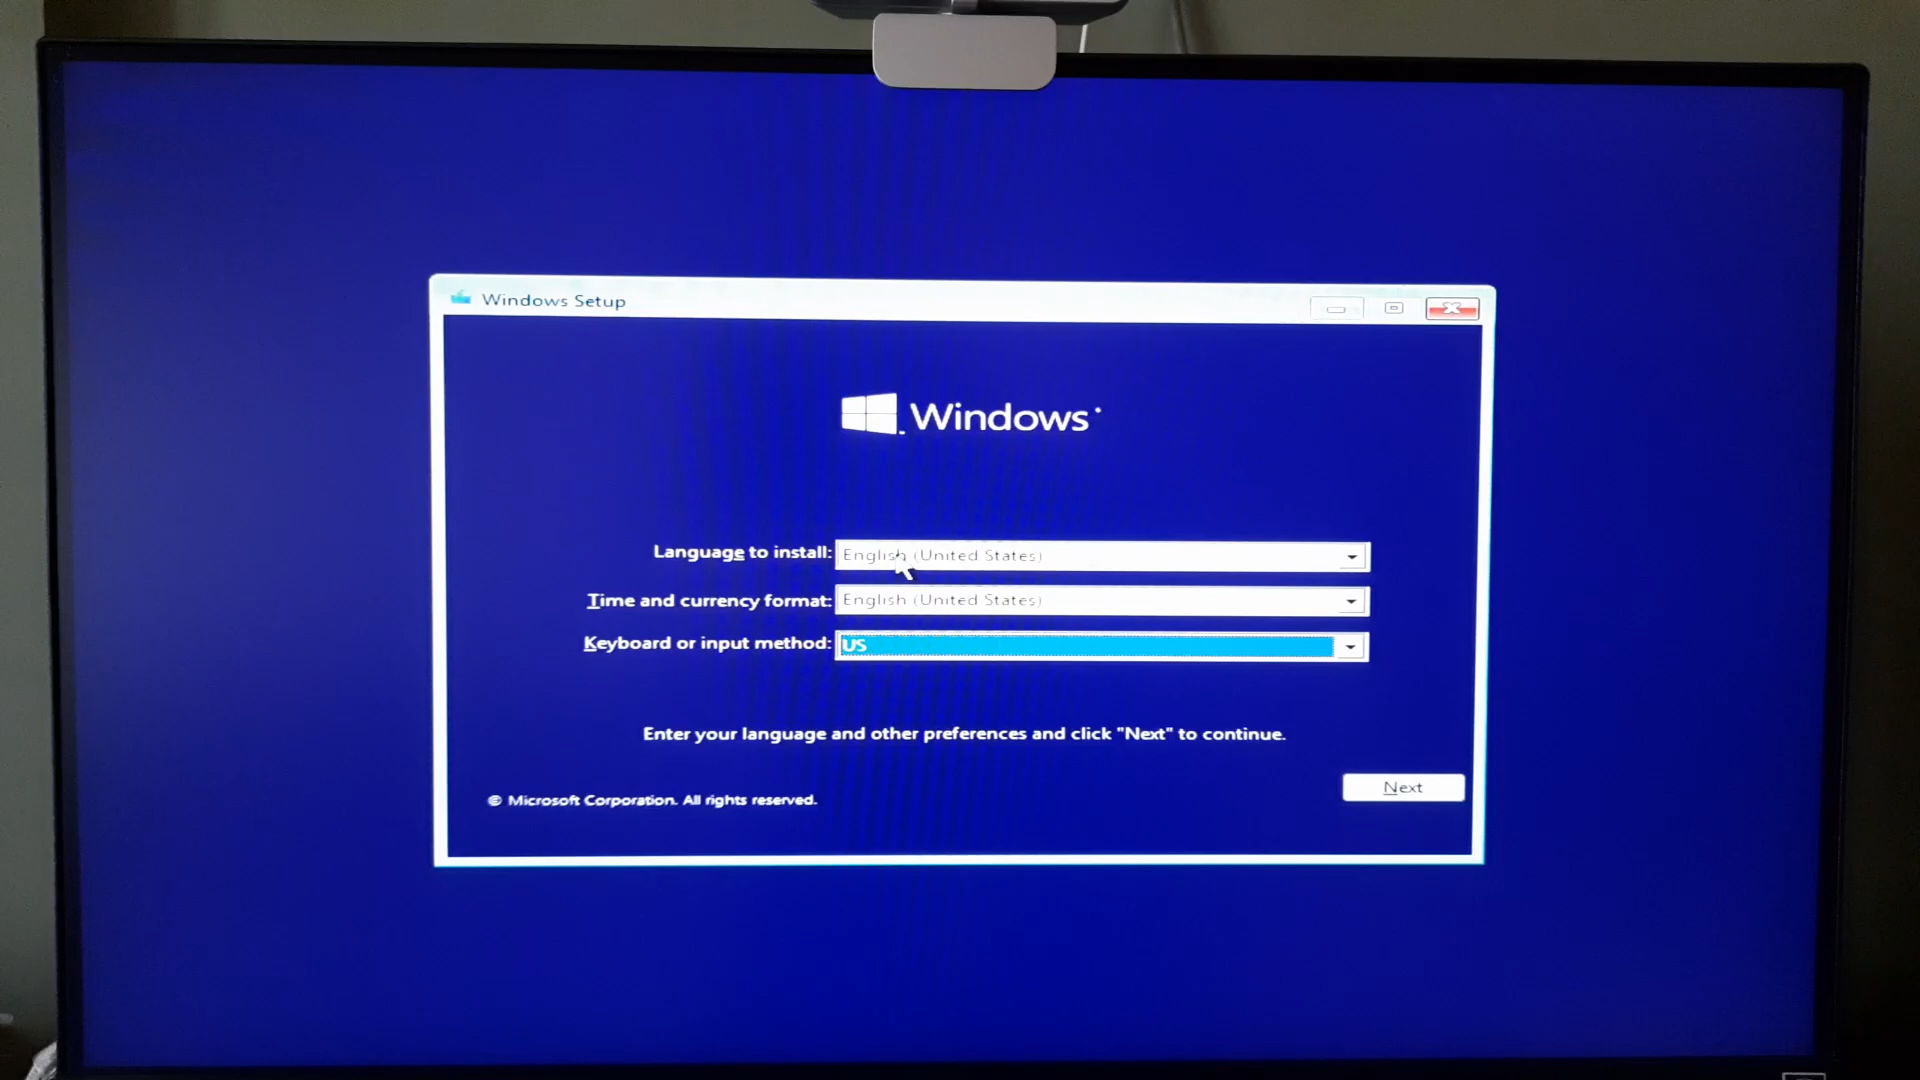 Windows Setup
Windows
Language to install: English (United States)
Time and currency format: English (United States)
Keyboard or input method: US
Enter your language and other preferences and click "Next" to continue.
Next
© Microsoft Corporation. All rights reserved.